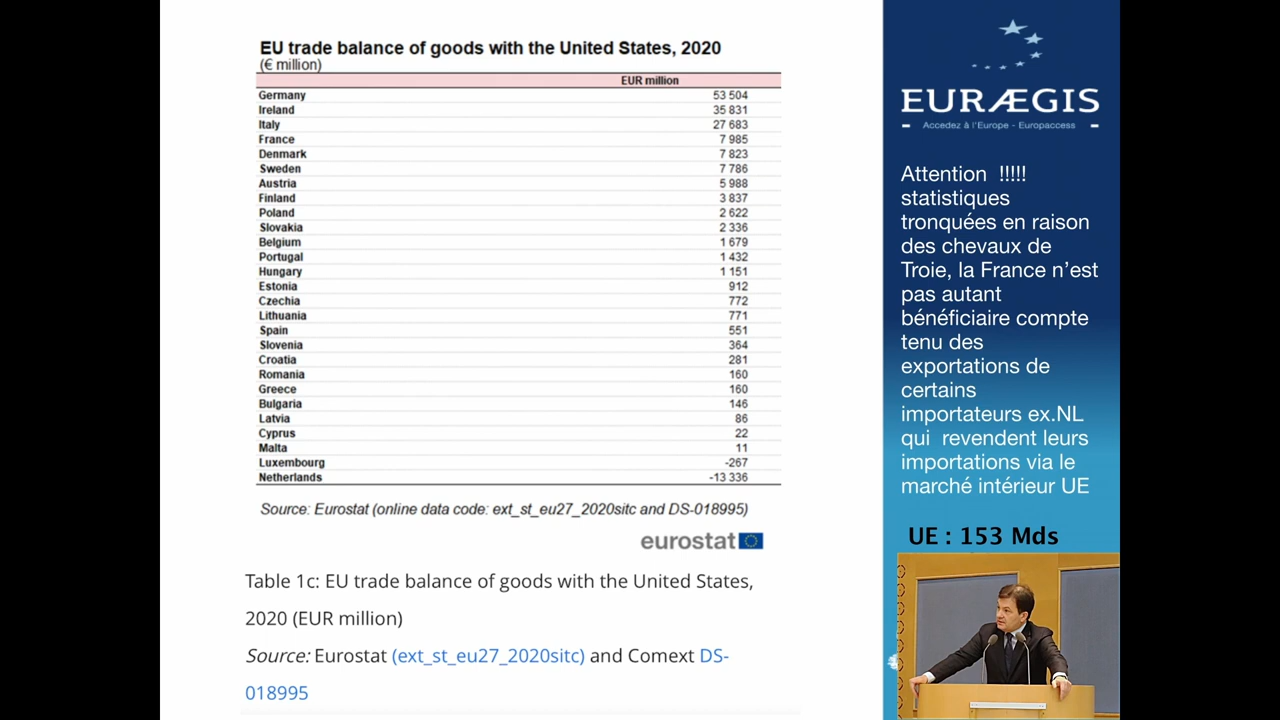 EU trade balance of goods with the United States, 2020
(€ million)
EUR million
Germany 53 504
Ireland 35 831
Italy 27 683
France 7 985
Denmark 7 823
Sweden 7 786
Austria 5 988
Finland 3 837
Poland 2 622
Slovakia 2 336
Belgium 1 679
Portugal 1 432
Hungary 1 151
Estonia 912
Czechia 772
Lithuania 771
Spain 551
Slovenia 364
Croatia 281
Romania 160
Greece 160
Bulgaria 146
Latvia 86
Cyprus 22
Malta 11
Luxembourg -267
Netherlands -13 336
Source: Eurostat (online data code: ext_st_eu27_2020sitc and DS-018995)
eurostat
Table 1c: EU trade balance of goods with the United States,
2020 (EUR million)
Source: Eurostat (ext_st_eu27_2020sitc) and Comext DS-
018995
EURÆGIS
Accedez à l'Europe - Europaccess
Attention !!!!!
statistiques
tronquées en raison
des chevaux de
Troie, la France n'est
pas autant
bénéficiaire compte
tenu des
exportations de
certains
importateurs ex.NL
qui revendent leurs
importations via le
marché intérieur UE
UE : 153 Mds